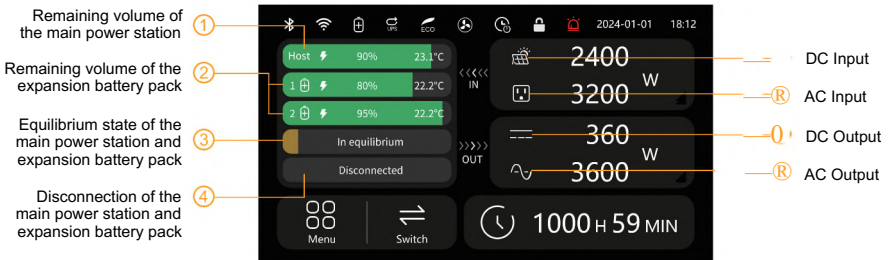 Remaining volume of
the main power station
1
Remaining volume of the
expansion battery pack
2
Equilibrium state of the
main power station and
expansion battery pack
3
Disconnection of the
main power station and
expansion battery pack
4
UPS
ECO
2024-01-01 18:12
Host 90% 23.1°C
1 80% 22.2°C
2 95% 22.2°C
In equilibrium
Disconnected
<<<<<
IN
2400
3200
W
>>>>>
OUT
360
3600
W
Menu
Switch
1000 H 59 MIN
DC Input
® AC Input
0 DC Output
® AC Output